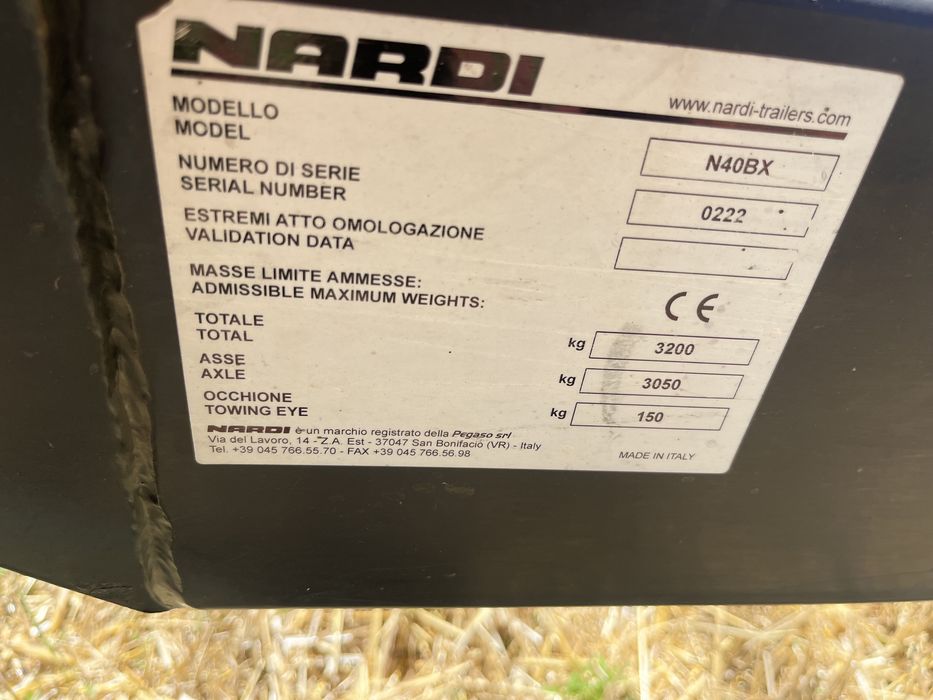 NARDI
www.nardi-trailers.com
MODELLO
MODEL
N40BX
NUMERO DI SERIE
SERIAL NUMBER
0222
ESTREMI ATTO OMOLOGAZIONE
VALIDATION DATA
MASSE LIMITE AMMESSE:
ADMISSIBLE MAXIMUM WEIGHTS:
CE
TOTALE
TOTAL
kg 3200
ASSE
AXLE
kg 3050
OCCHIONE
TOWING EYE
kg 150
NARDI è un marchio registrato della Pegaso srl
Via del Lavoro, 14 - Z.A. Est - 37047 San Bonifacio (VR) - Italy
Tel. +39 045 766.55.70 - FAX +39 045 766.56.98
MADE IN ITALY